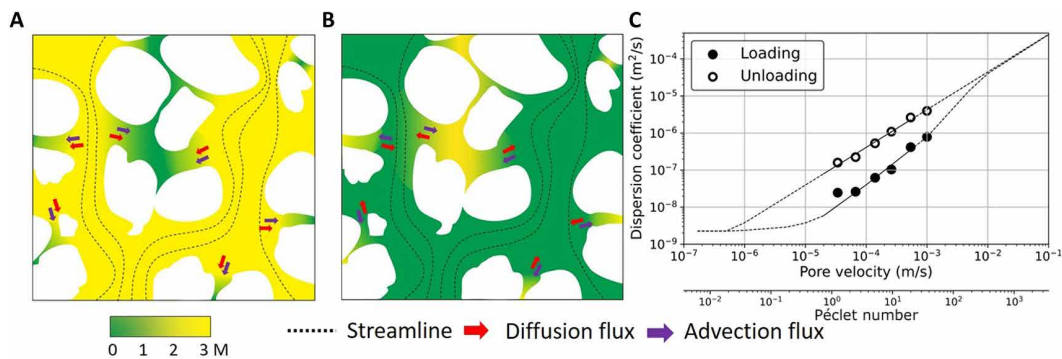 A
B
C
Dispersion coefficient (m²/s)
10⁻⁴
10⁻⁵
10⁻⁶
10⁻⁷
10⁻⁸
10⁻⁹
Loading
Unloading
10⁻⁷ 10⁻⁶ 10⁻⁵ 10⁻⁴ 10⁻³ 10⁻² 10⁻¹
Pore velocity (m/s)
10⁻² 10⁻¹ 10⁰ 10¹ 10² 10³
Péclet number
0 1 2 3 M
Streamline Diffusion flux Advection flux